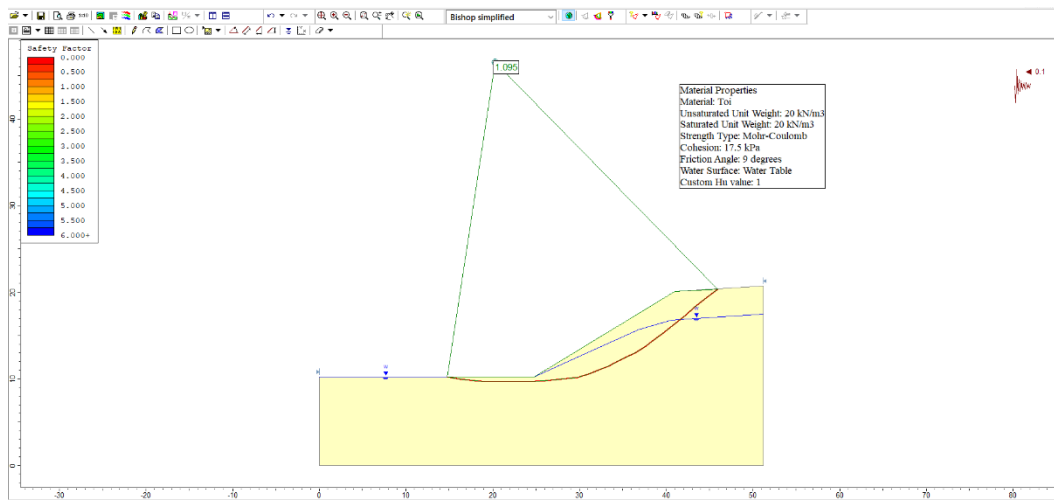 Bishop simplified
Safety Factor
0.000
0.500
1.000
1.500
2.000
2.500
3.000
3.500
4.000
4.500
5.000
5.500
6.000+
1.095
Material Properties
Material: Toi
Unsaturated Unit Weight: 20 kN/m3
Saturated Unit Weight: 20 kN/m3
Strength Type: Mohr-Coulomb
Cohesion: 17.5 kPa
Friction Angle: 9 degrees
Water Surface: Water Table
Custom Hu value: 1
0.1
40
30
20
10
0
W
W
-30
-20
-10
0
10
20
30
40
50
60
70
80